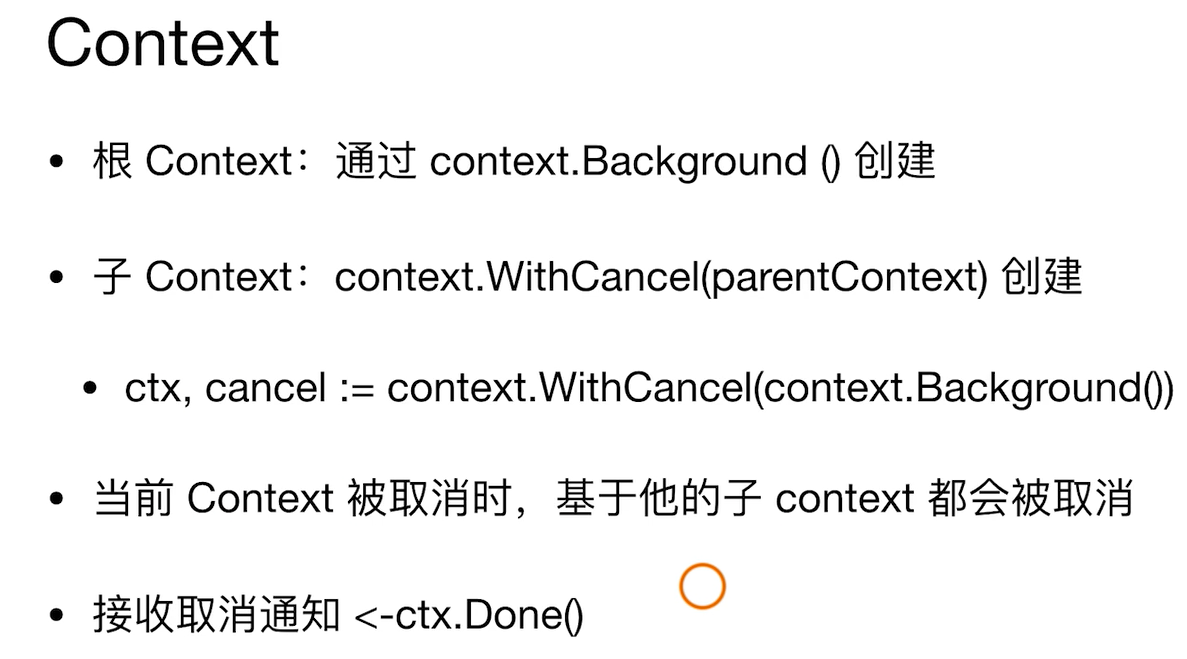 Context
• 根 Context：通过 context.Background () 创建
• 子 Context：context.WithCancel(parentContext) 创建
• ctx, cancel := context.WithCancel(context.Background())
• 当前 Context 被取消时，基于他的子 context 都会被取消
• 接收取消通知 <-ctx.Done()